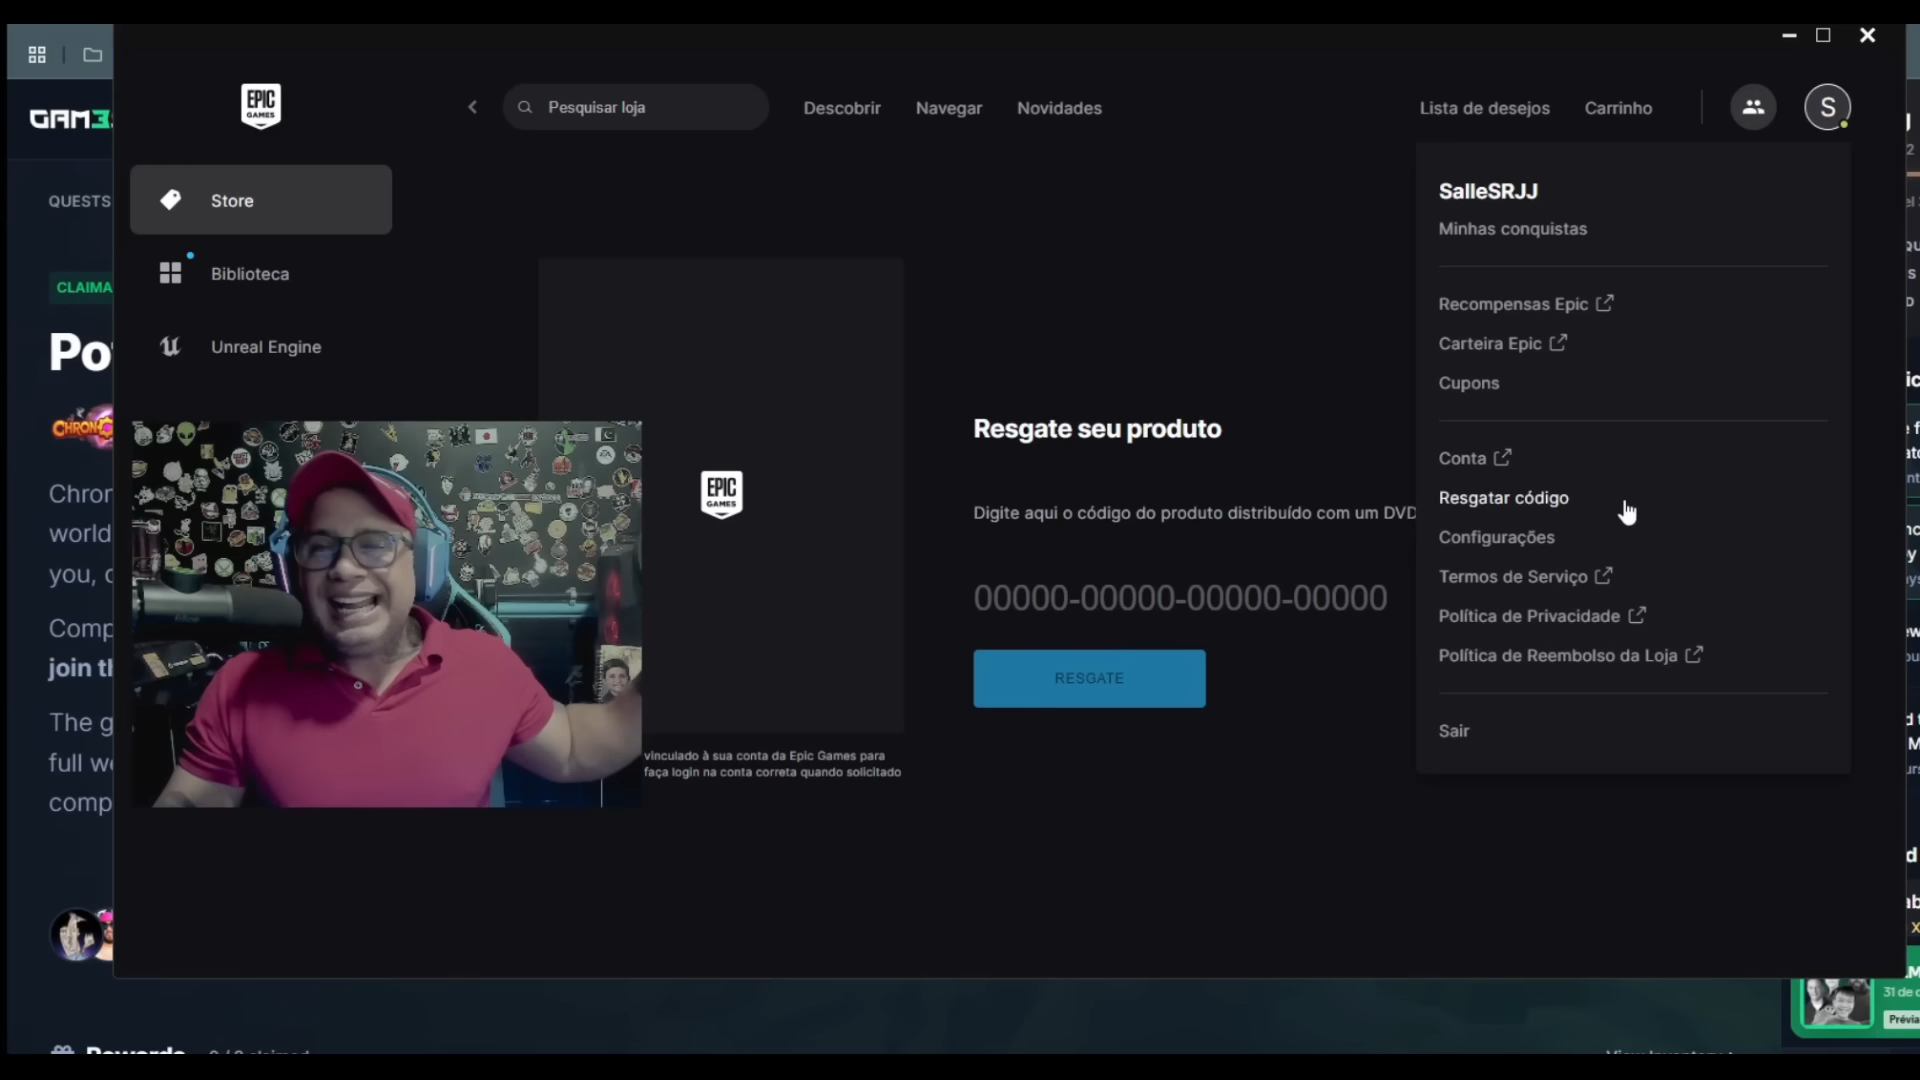 GAM3
QUESTS
CLAIMA
Po
CHRON
Chron
world
you, c
Comp
join th
The g
full we
comp
EPIC
GAMES
Pesquisar loja
Descobrir
Navegar
Novidades
Lista de desejos
Carrinho
S
Store
Biblioteca
Unreal Engine
EPIC
GAMES
vinculado à sua conta da Epic Games para
faça login na conta correta quando solicitado
Resgate seu produto
Digite aqui o código do produto distribuído com um DVD
00000-00000-00000-00000
RESGATE
SalleSRJJ
Minhas conquistas
Recompensas Epic
Carteira Epic
Cupons
Conta
Resgatar código
Configurações
Termos de Serviço
Política de Privacidade
Política de Reembolso da Loja
Sair
31 de
Prévia